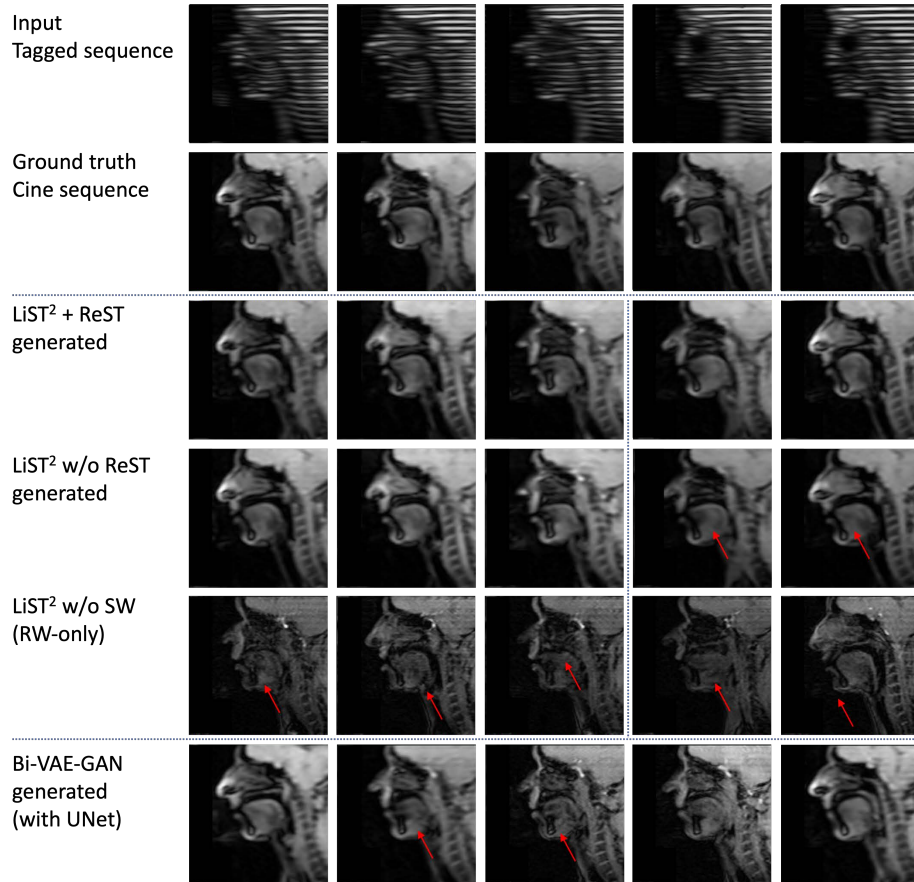 Input
Tagged sequence
Ground truth
Cine sequence
LiST² + ReST
generated
LiST² w/o ReST
generated
LiST² w/o SW
(RW-only)
Bi-VAE-GAN
generated
(with UNet)